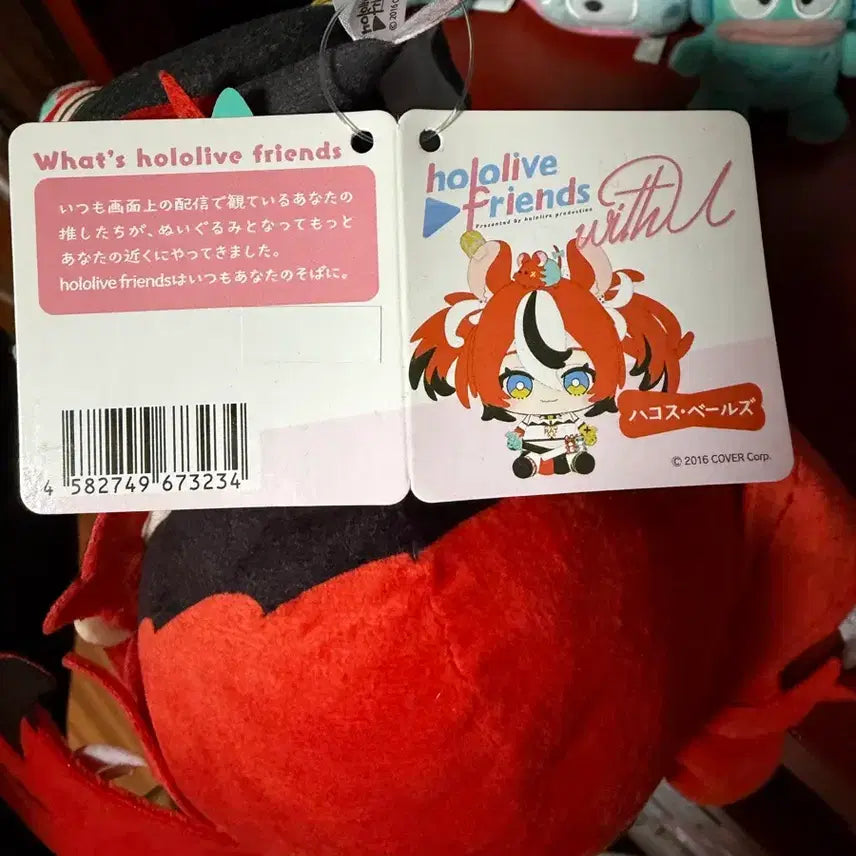 What's hololive friends
いつも画面上の配信で観ているあなたの
推したちが、ぬいぐるみとなってもっと
あなたの近くにやってきました。
hololive friendsはいつもあなたのそばに。
4 582749 673234
hololive
friends
Presented by hololive production
with U
ハコス・ベールズ
© 2016 COVER Corp.
hololive
friends